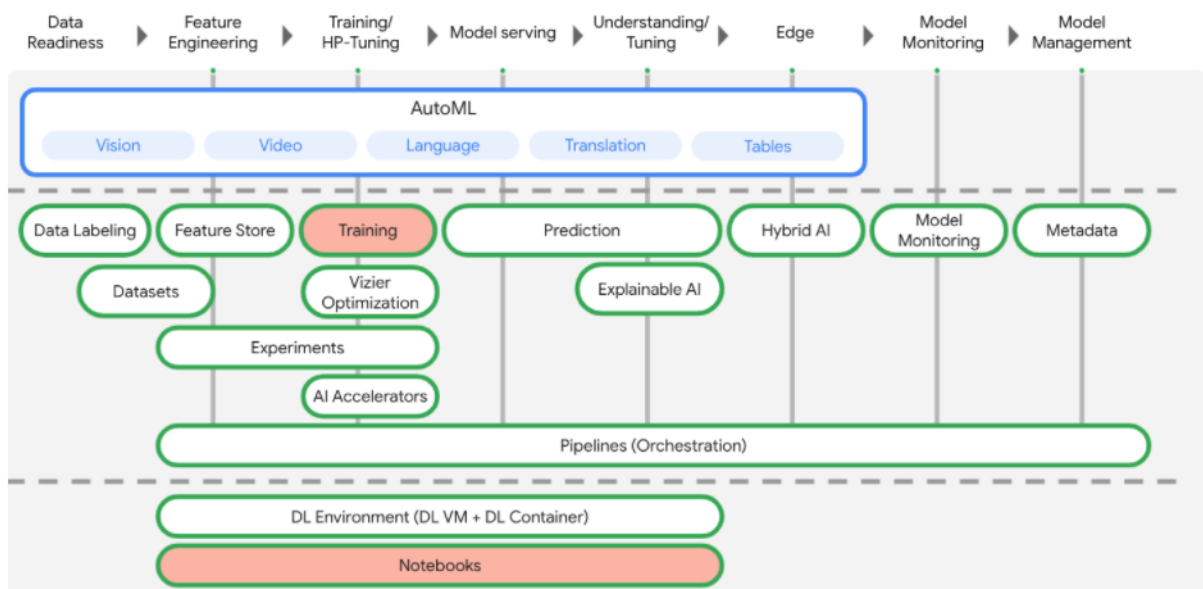 Data
Readiness
Feature
Engineering
Training/
HP-Tuning
Model serving
Understanding/
Tuning
Edge
Model
Monitoring
Model
Management
AutoML
Vision
Video
Language
Translation
Tables
Data Labeling
Feature Store
Training
Prediction
Hybrid AI
Model
Monitoring
Metadata
Datasets
Vizier
Optimization
Explainable AI
Experiments
AI Accelerators
Pipelines (Orchestration)
DL Environment (DL VM + DL Container)
Notebooks